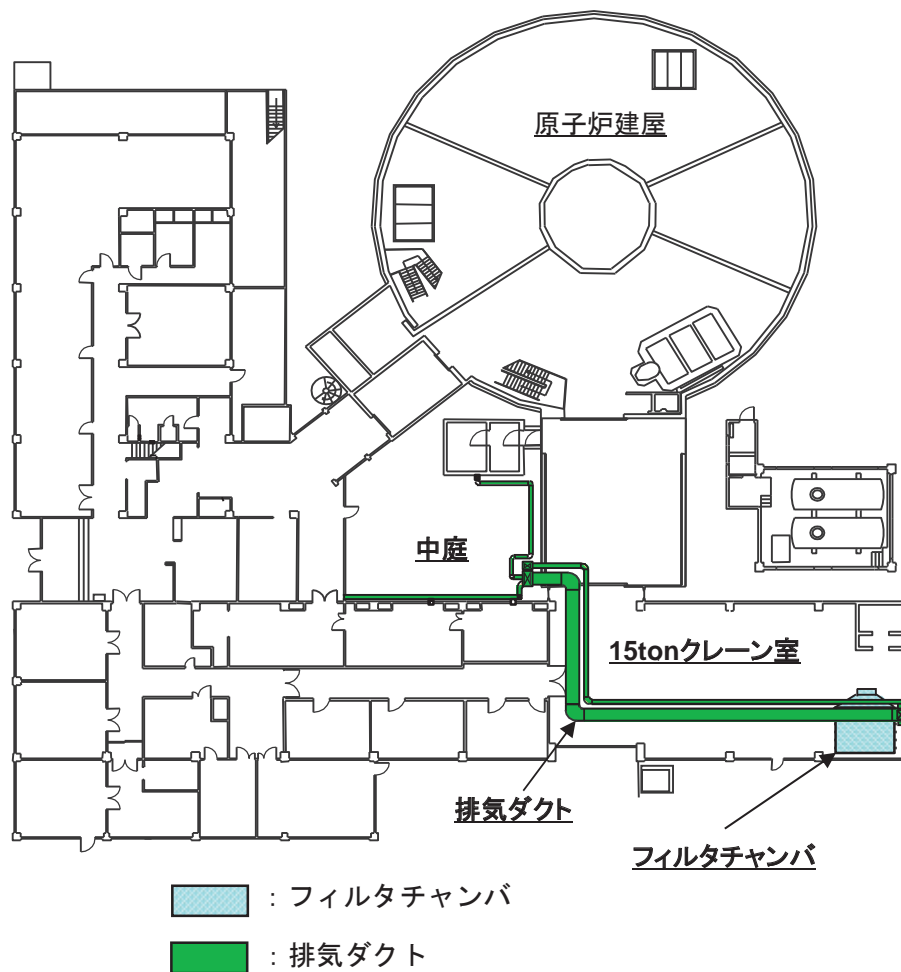 原子炉建屋
中庭
15tonクレーン室
排気ダクト
フィルタチャンバ
：フィルタチャンバ
：排気ダクト